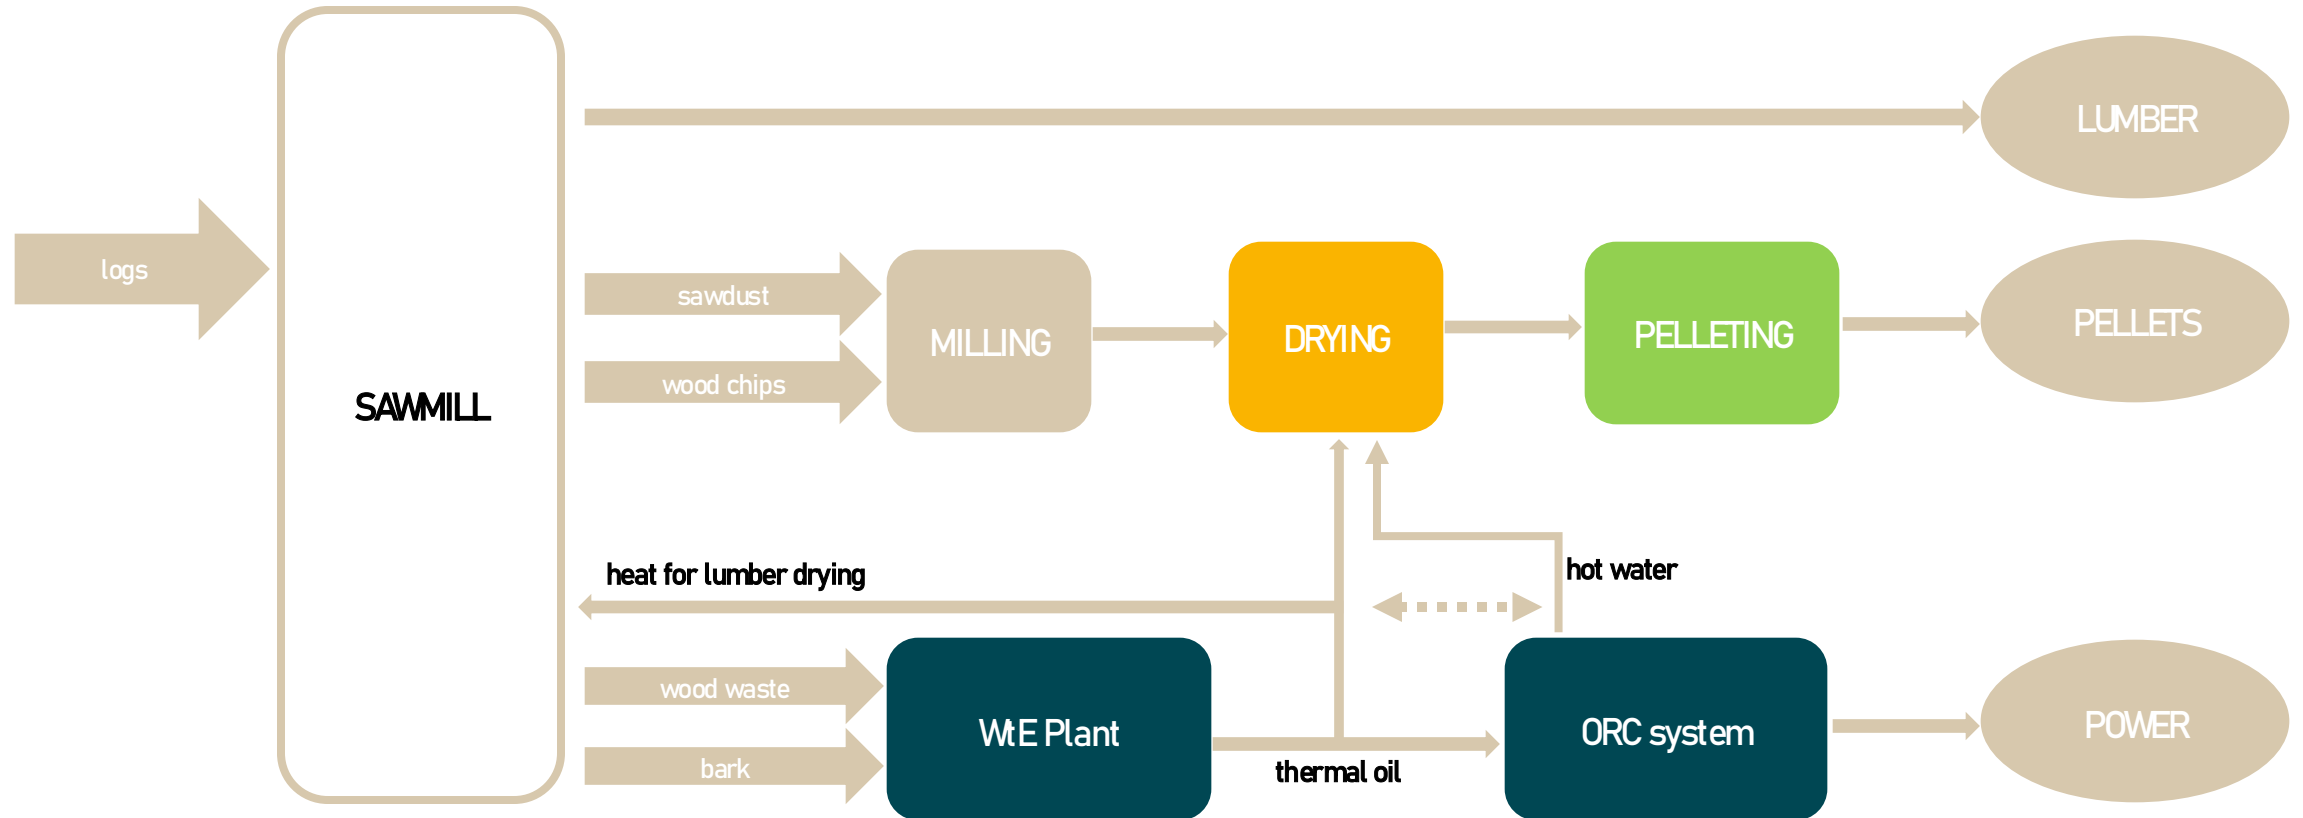 LUMBER
logs
sawdust
wood chips
MILLING
DRYING
PELLETING
PELLETS
SAWMILL
heat for lumber drying
hot water
wood waste
bark
WtE Plant
thermal oil
ORC system
POWER